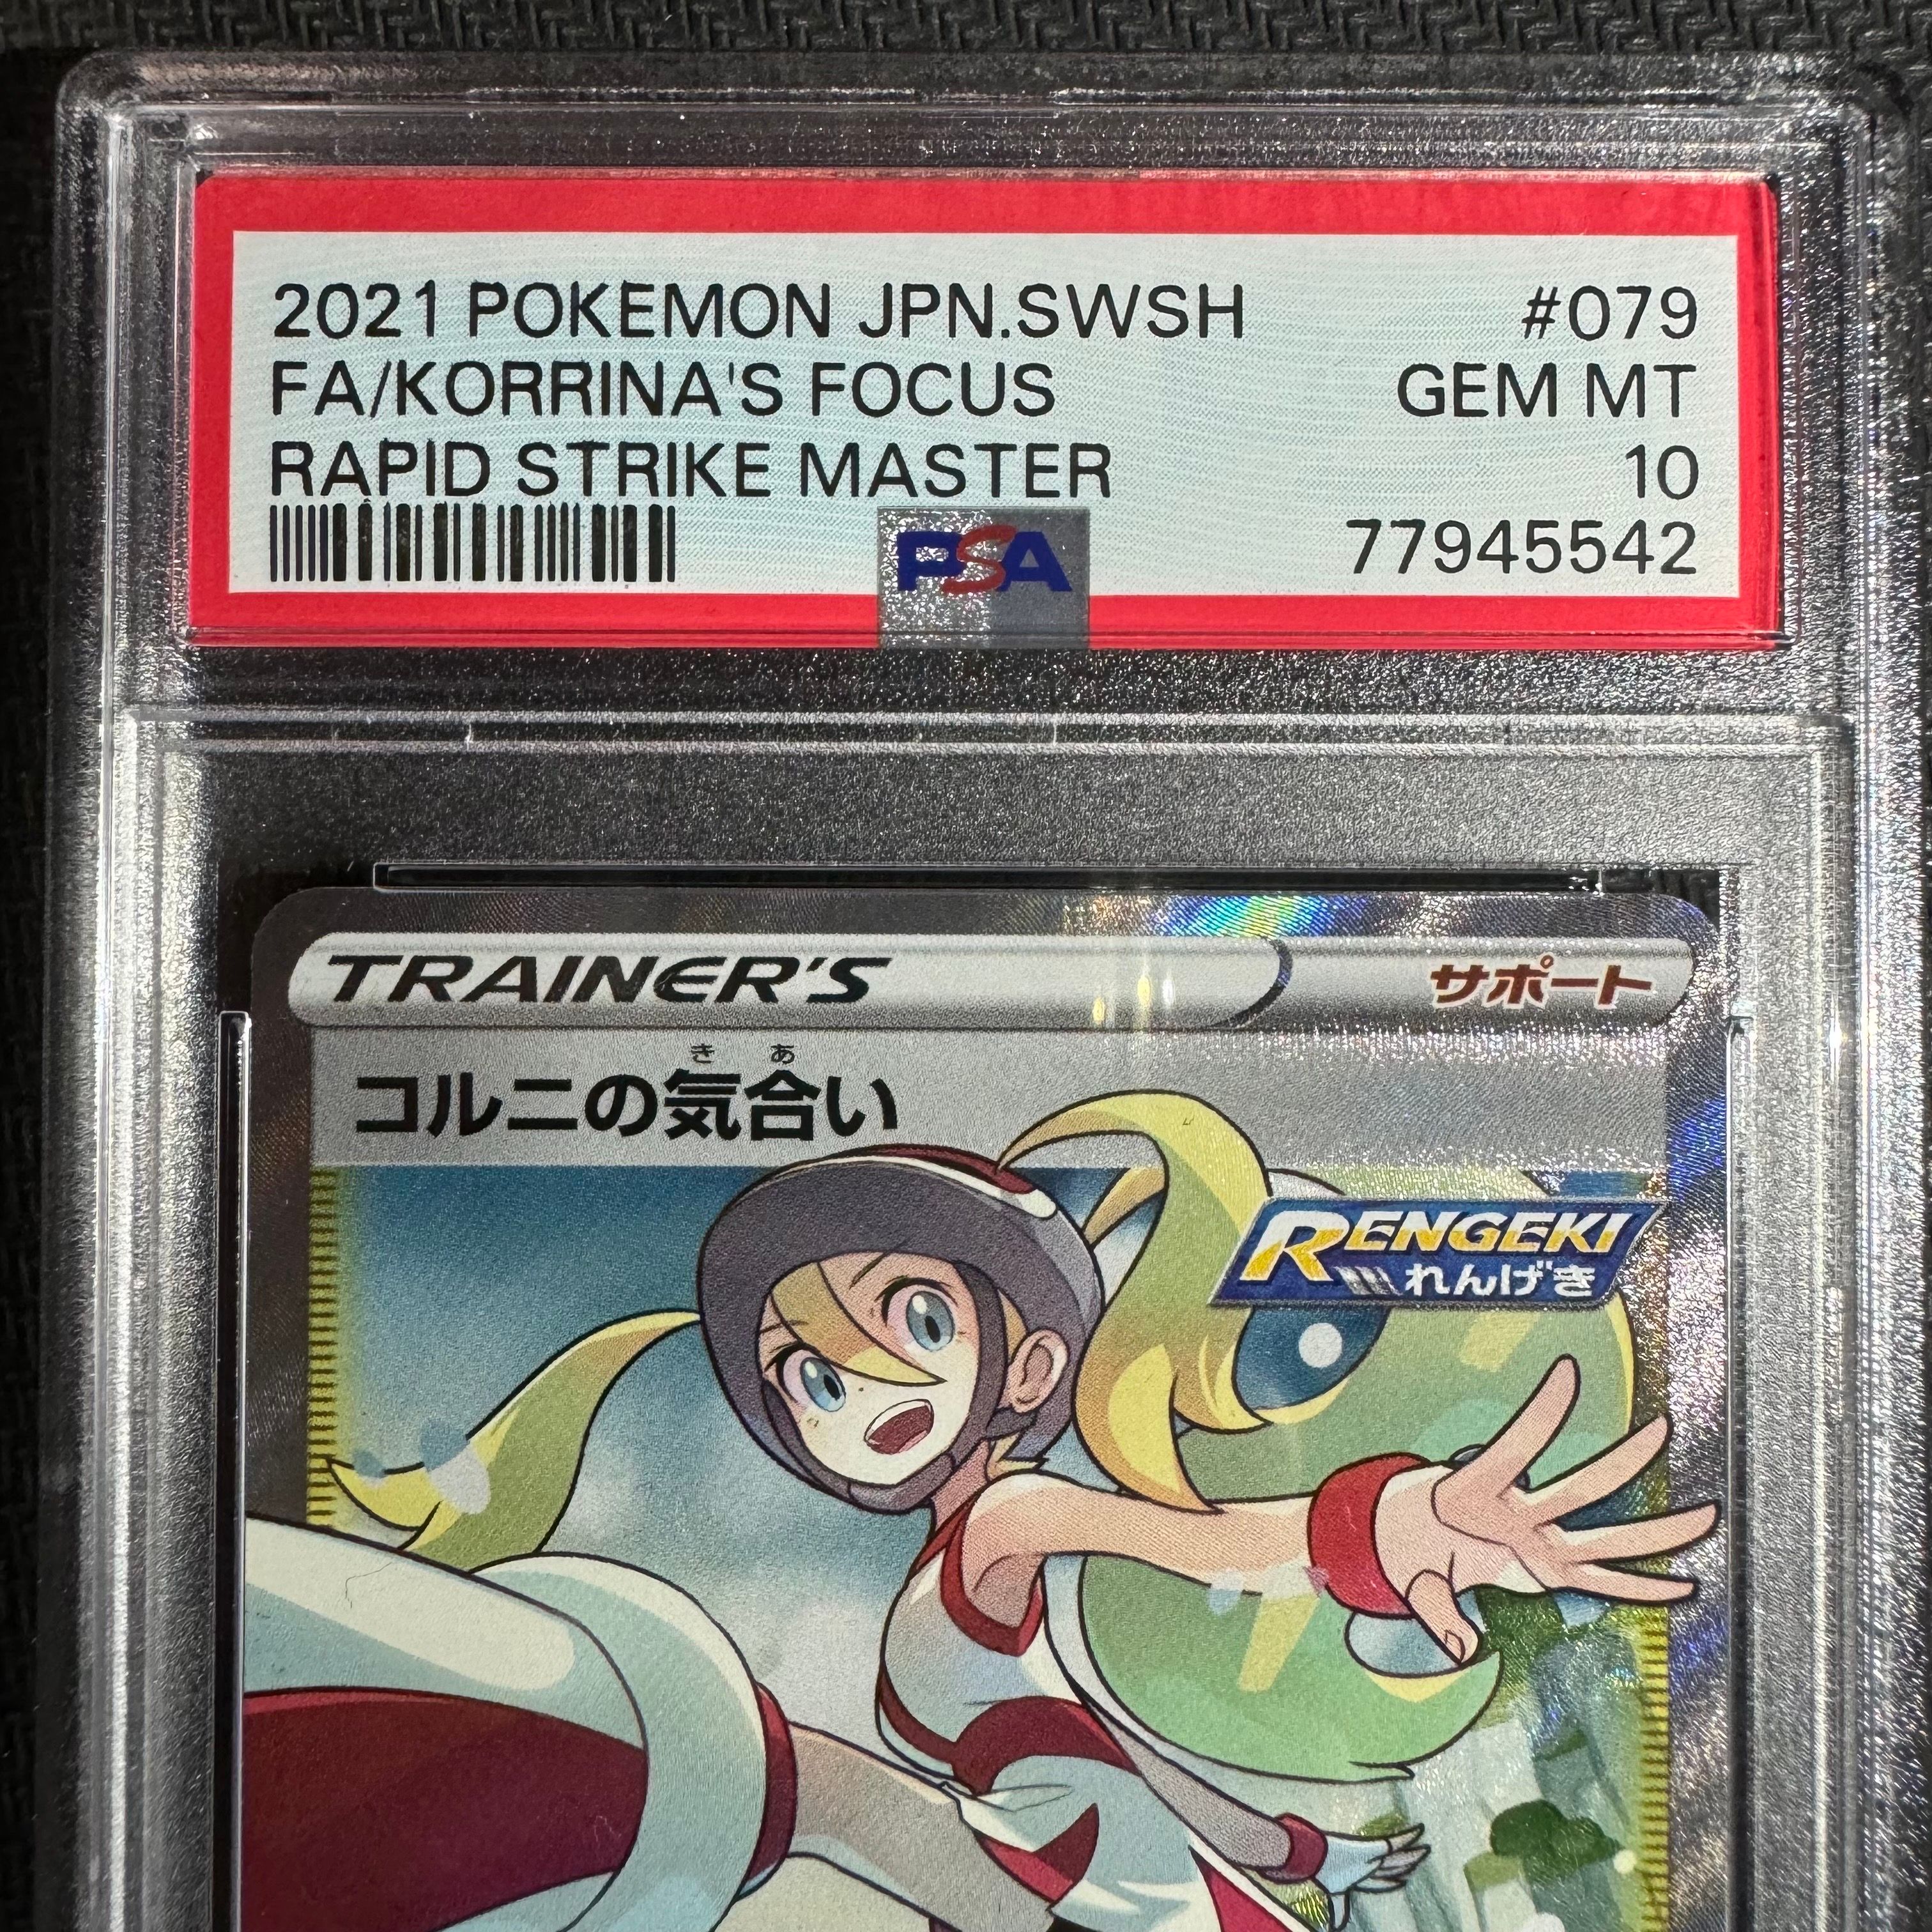 2021 POKEMON JPN.SWSH #079
FA/KORRINA'S FOCUS GEM MT
RAPID STRIKE MASTER 10
PSA 77945542
TRAINER'S サポート
きあ
コルニの気合い
RENGEKI
れんげき